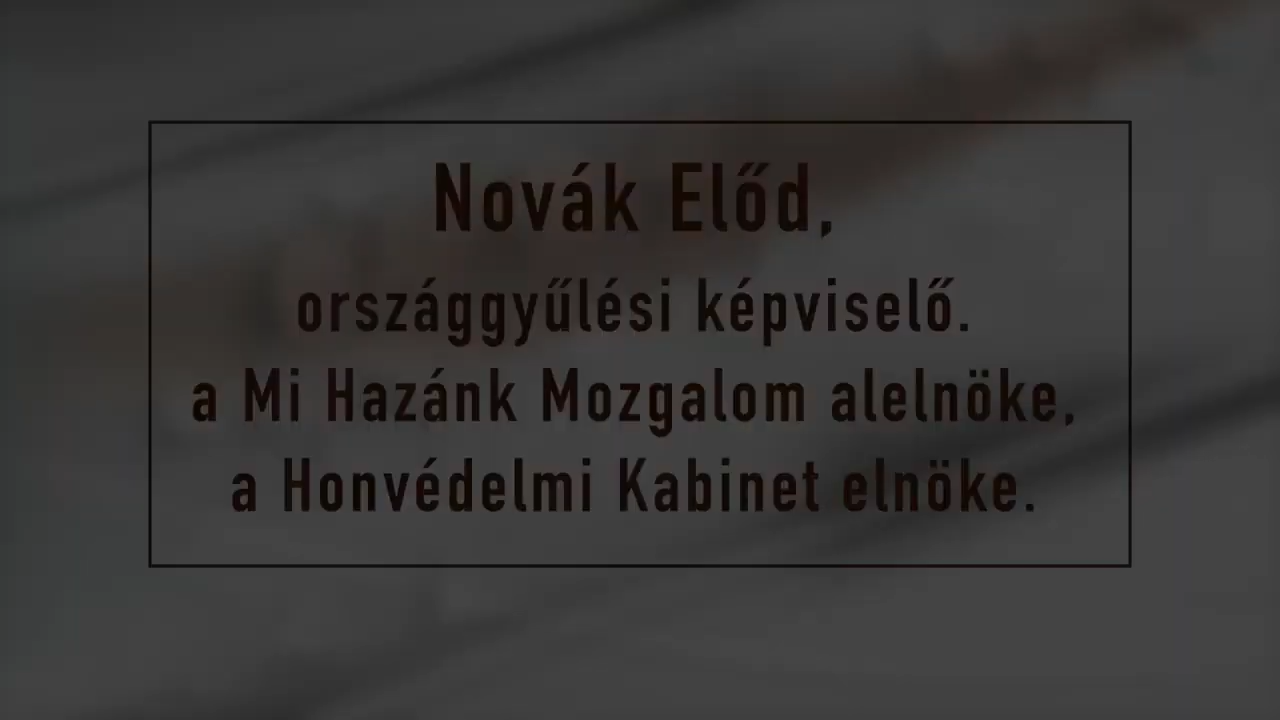 Novák Előd,
országgyűlési képviselő.
a Mi Hazánk Mozgalom alelnöke,
a Honvédelmi Kabinet elnöke.